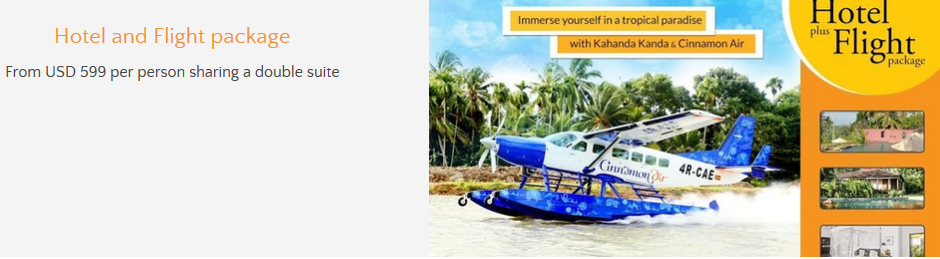 Hotel and Flight package
From USD 599 per person sharing a double suite
Immerse yourself in a tropical paradise
with Kahanda Kanda & Cinnamon Air
Hotel
plus Flight
package
Cinnamon Air
4R-CAE